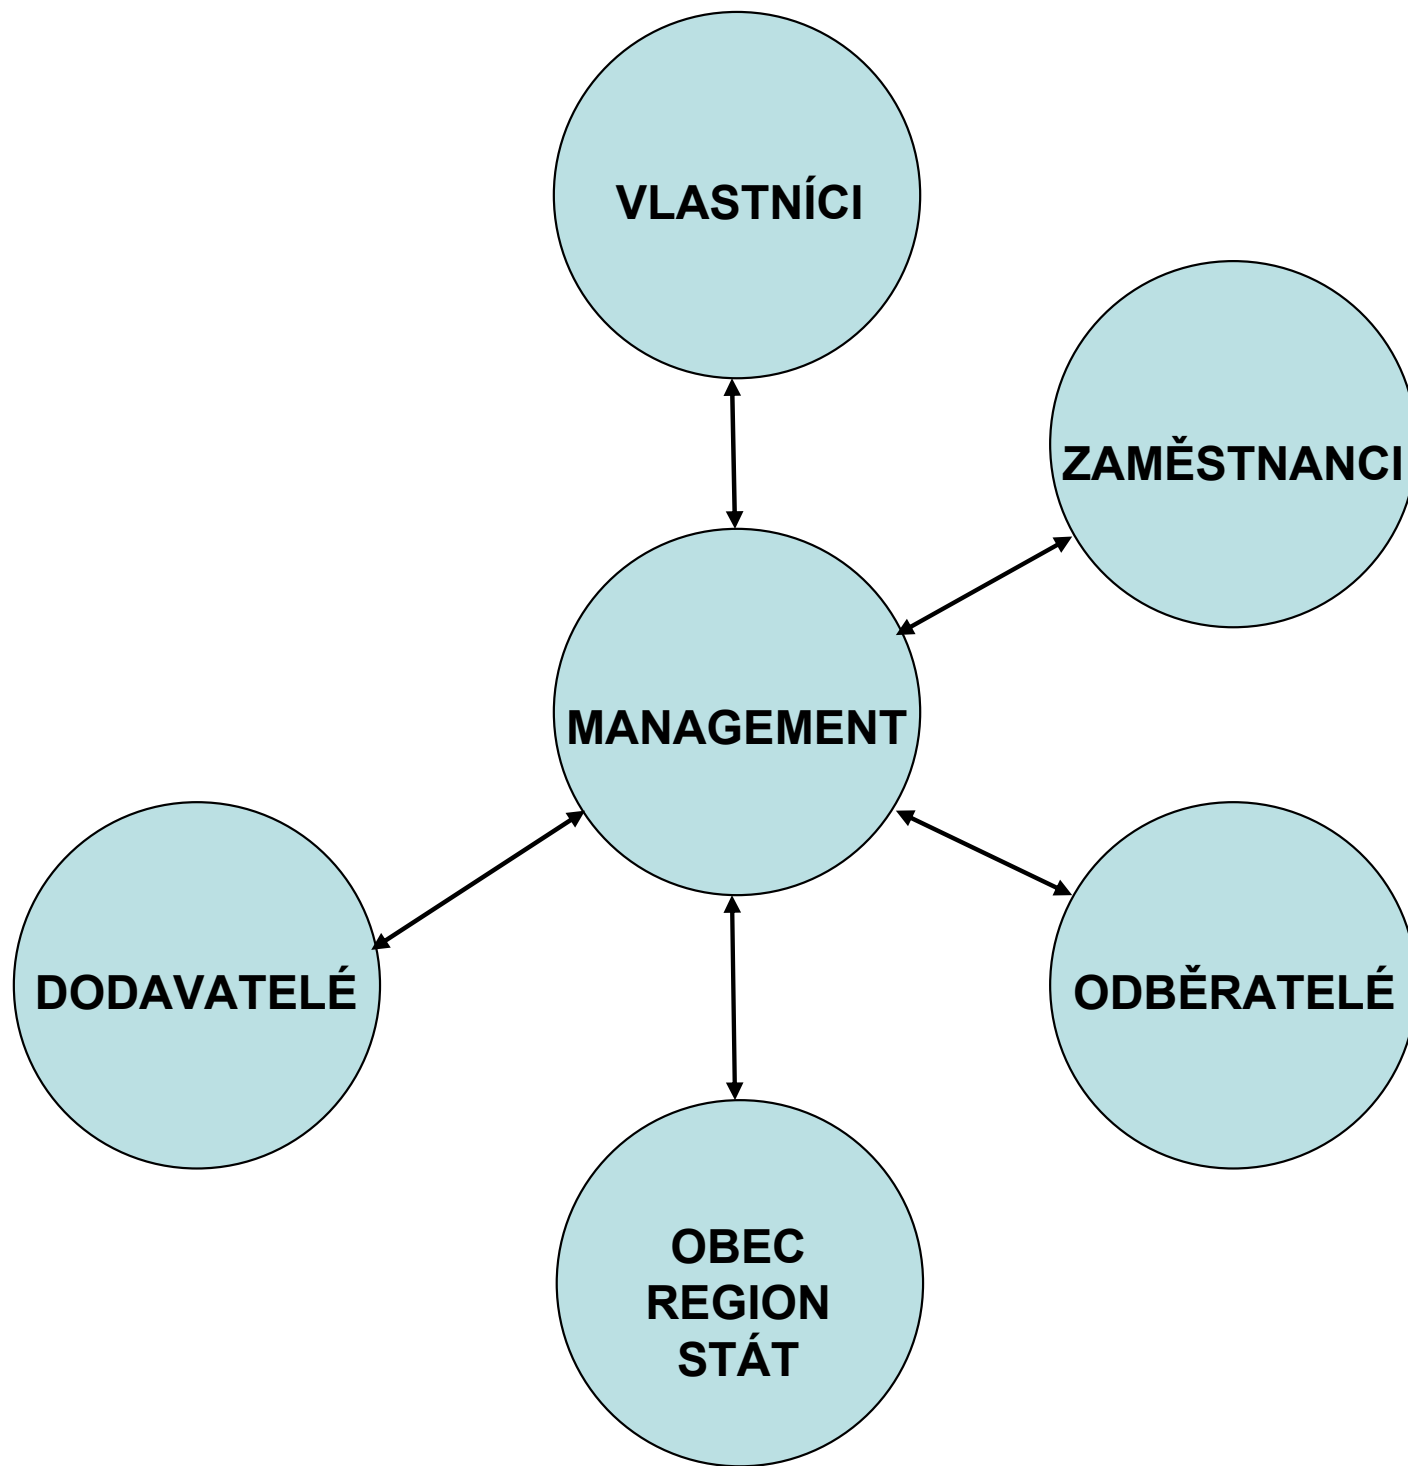 VLASTNÍCI
ZAMĚSTNANCI
MANAGEMENT
DODAVATELÉ
ODBĚRATELÉ
OBEC
REGION
STÁT